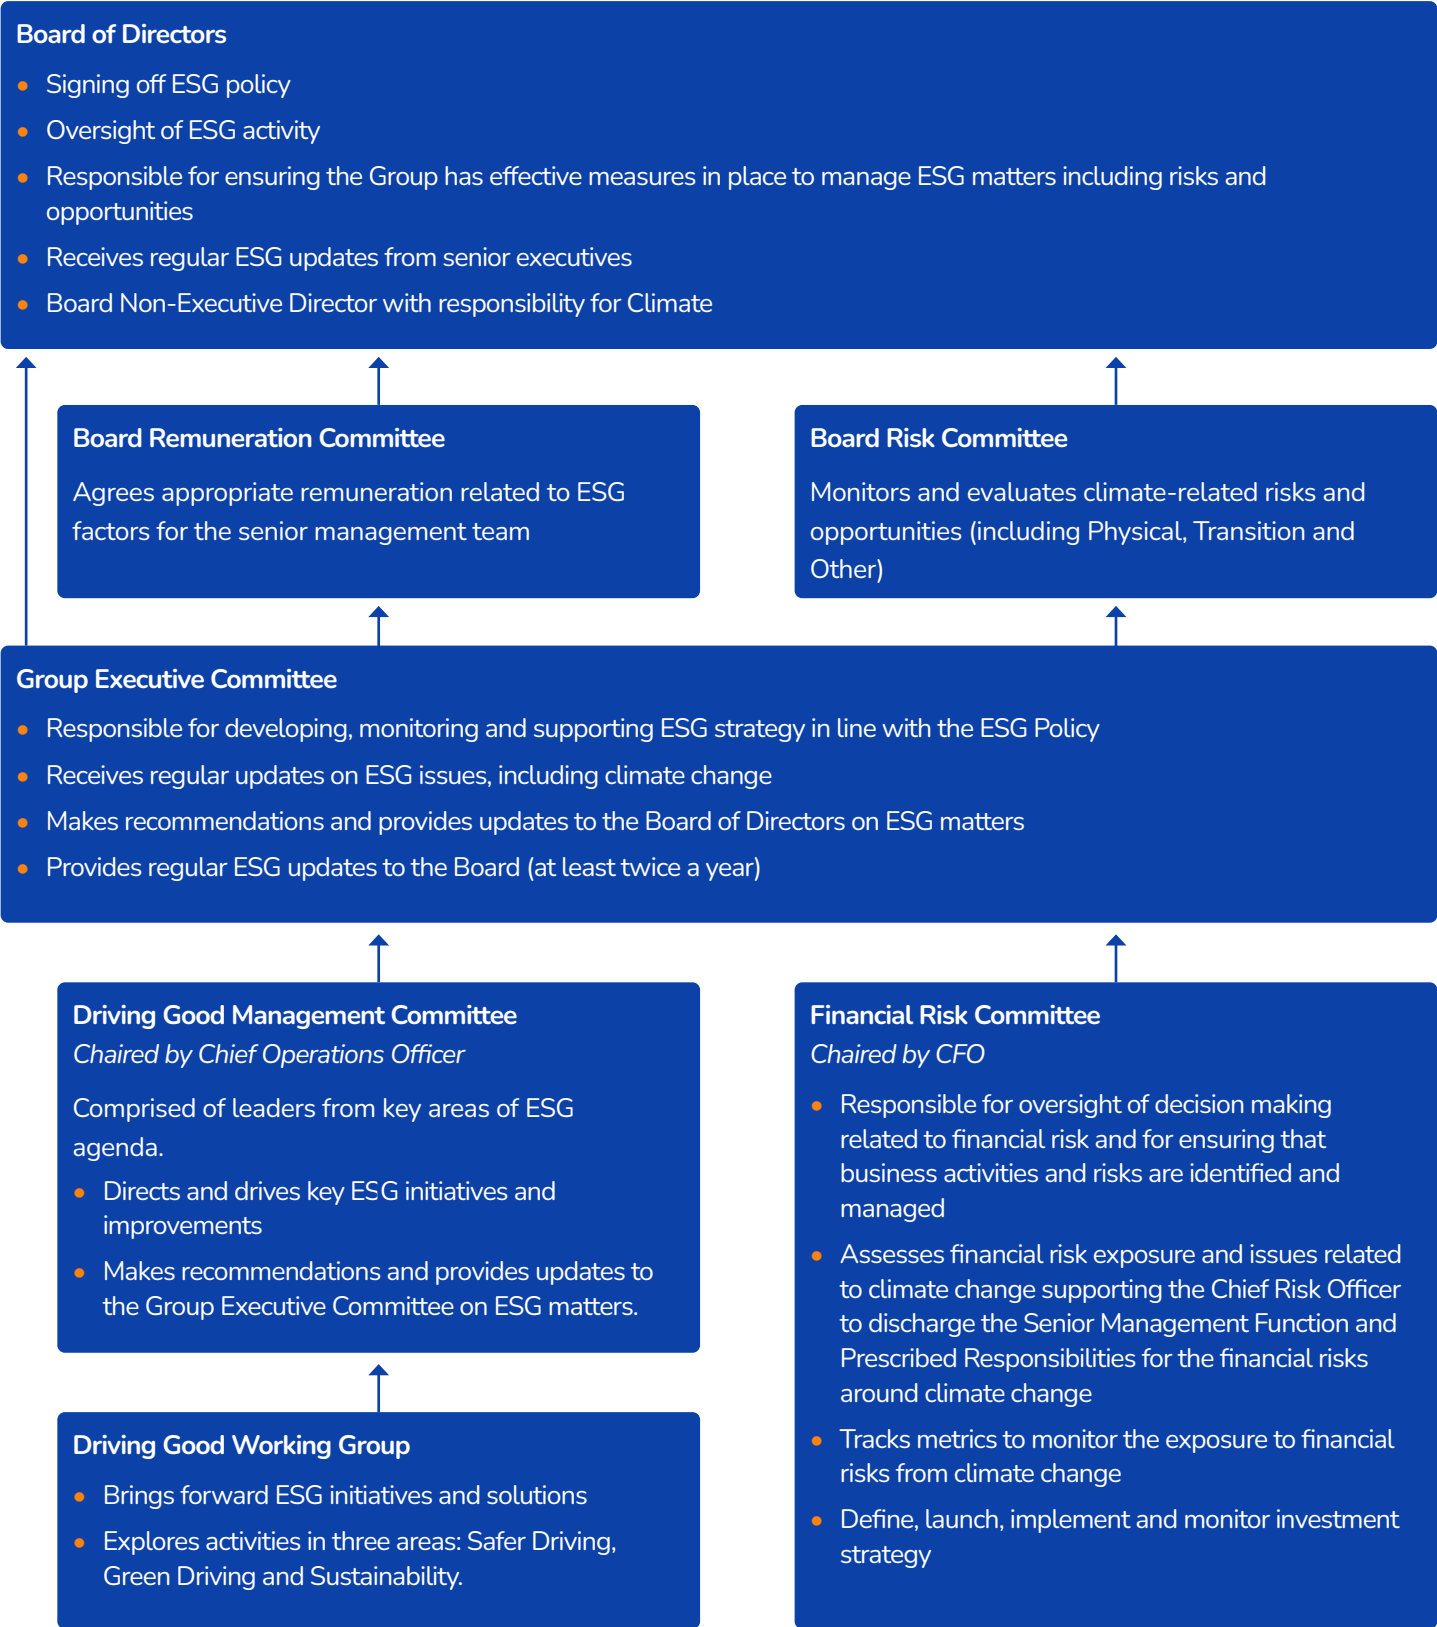 Board of Directors
• Signing off ESG policy
• Oversight of ESG activity
• Responsible for ensuring the Group has effective measures in place to manage ESG matters including risks and
opportunities
• Receives regular ESG updates from senior executives
• Board Non-Executive Director with responsibility for Climate
Board Remuneration Committee
Agrees appropriate remuneration related to ESG
factors for the senior management team
Board Risk Committee
Monitors and evaluates climate-related risks and
opportunities (including Physical, Transition and
Other)
Group Executive Committee
• Responsible for developing, monitoring and supporting ESG strategy in line with the ESG Policy
• Receives regular updates on ESG issues, including climate change
• Makes recommendations and provides updates to the Board of Directors on ESG matters
• Provides regular ESG updates to the Board (at least twice a year)
Driving Good Management Committee
Chaired by Chief Operations Officer
Comprised of leaders from key areas of ESG
agenda.
• Directs and drives key ESG initiatives and
improvements
• Makes recommendations and provides updates to
the Group Executive Committee on ESG matters.
Driving Good Working Group
• Brings forward ESG initiatives and solutions
• Explores activities in three areas: Safer Driving,
Green Driving and Sustainability.
Financial Risk Committee
Chaired by CFO
• Responsible for oversight of decision making
related to financial risk and for ensuring that
business activities and risks are identified and
managed
• Assesses financial risk exposure and issues related
to climate change supporting the Chief Risk Officer
to discharge the Senior Management Function and
Prescribed Responsibilities for the financial risks
around climate change
• Tracks metrics to monitor the exposure to financial
risks from climate change
• Define, launch, implement and monitor investment
strategy